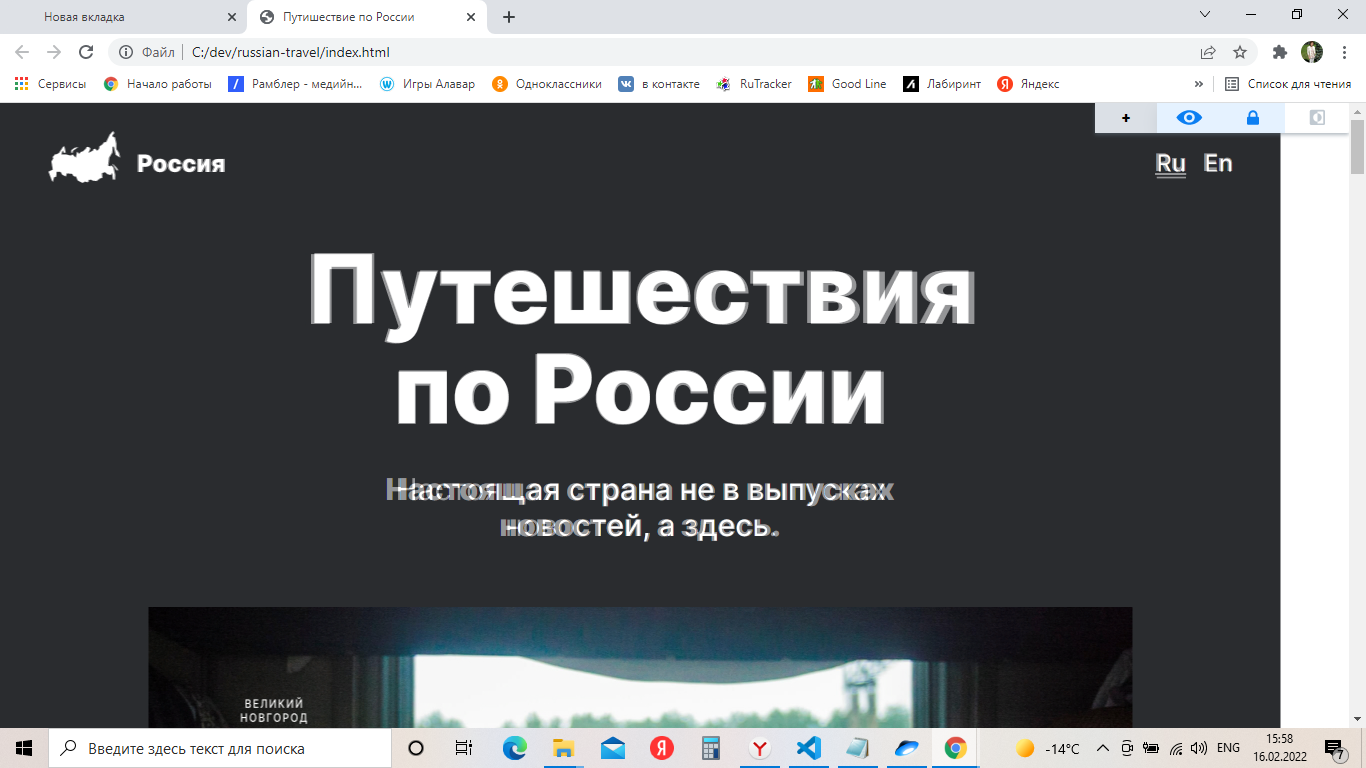 Новая вкладка
Путишествие по России
Файл
C:/dev/russian-travel/index.html
Сервисы
Начало работы
Рамблер - медийн...
Игры Алавар
Одноклассники
в контакте
RuTracker
Good Line
Лабиринт
Яндекс
»
Список для чтения
Россия
Ru En
Путешествия
по России
Настоящая страна не в выпусках
новостей, а здесь.
ВЕЛИКИЙ
НОВГОРОД
Введите здесь текст для поиска
-14°C
ENG
15:58
16.02.2022
7